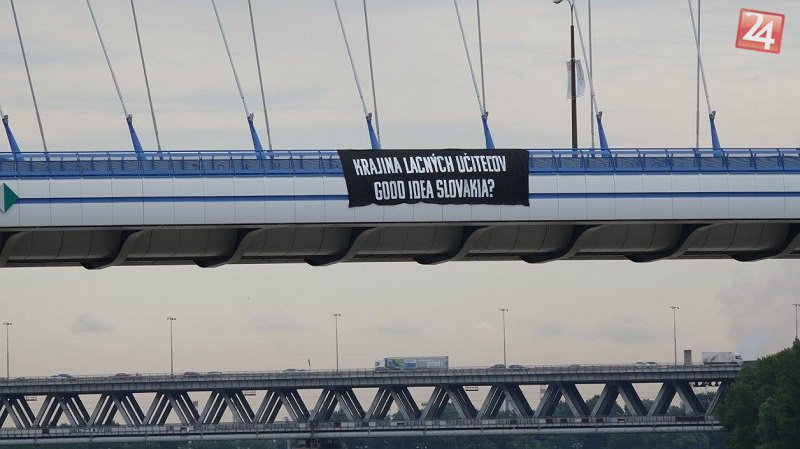 24
KRAJINA LACNÝCH UČITEĽOV
GOOD IDEA SLOVAKIA?